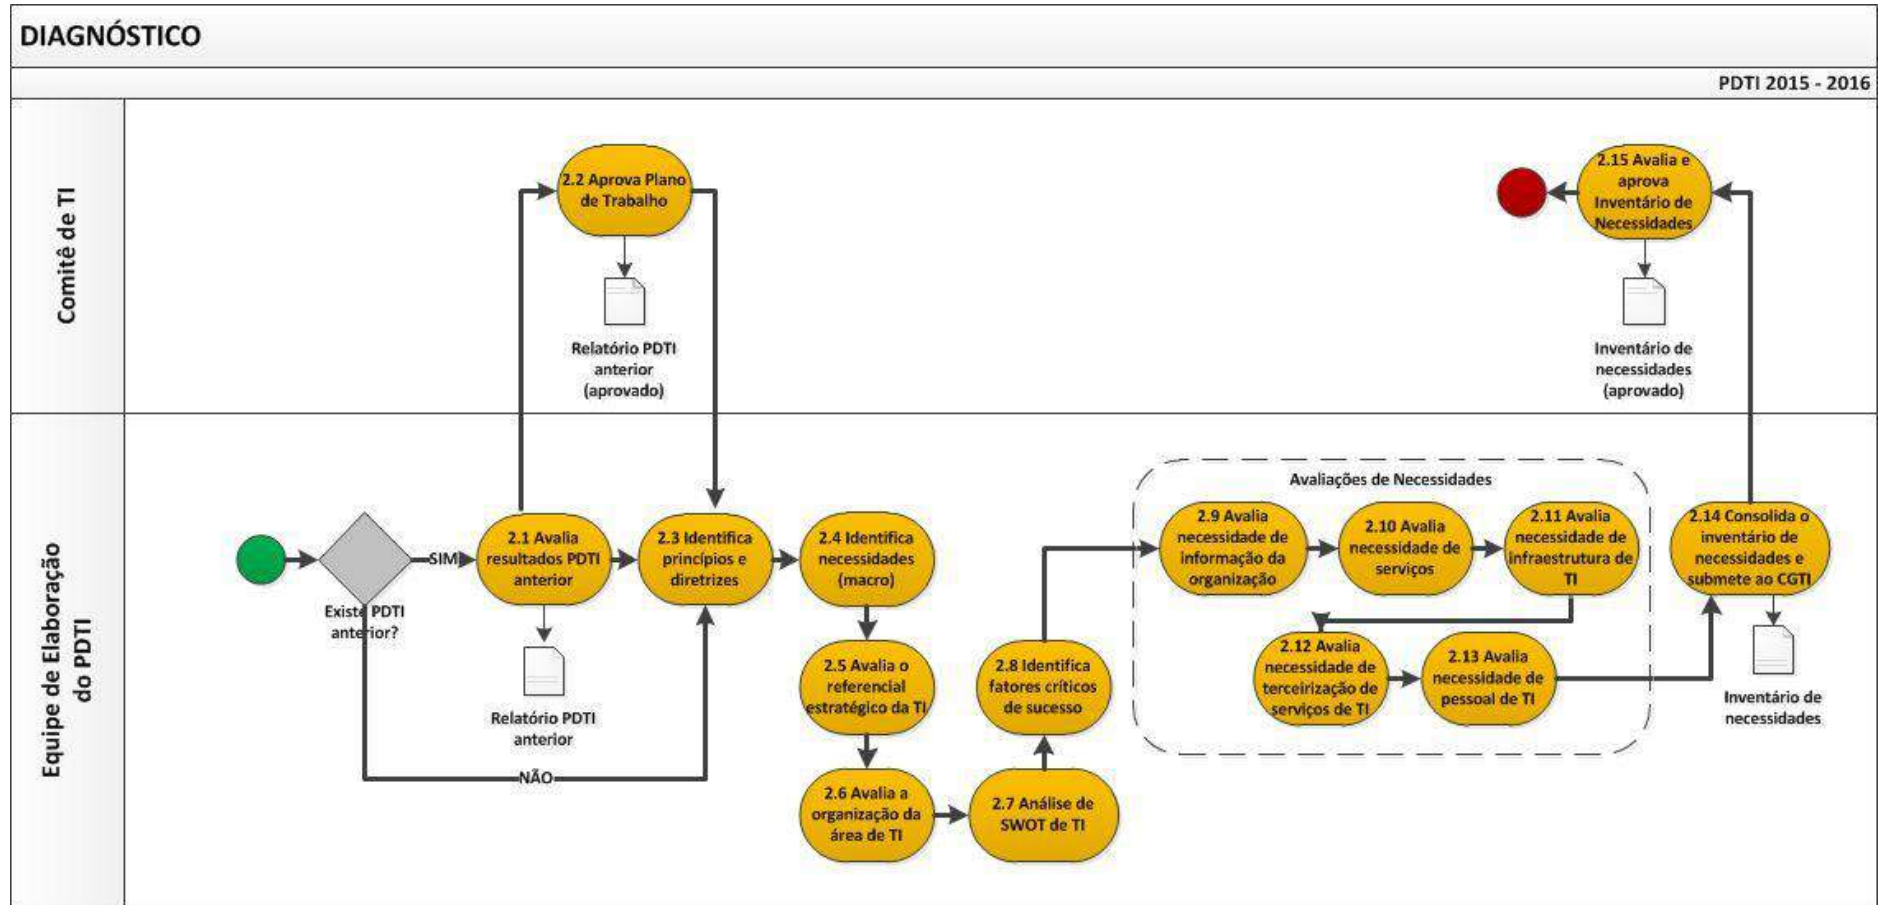 DIAGNÓSTICO
PDTI 2015 - 2016
Comitê de TI
2.2 Aprova Plano
de Trabalho
Relatório PDTI
anterior
(aprovado)
2.15 Avalia e
aprova
Inventário de
Necessidades
Inventário de
necessidades
(aprovado)
Equipe de Elaboração
do PDTI
Existe PDTI
anterior?
SIM
NÃO
2.1 Avalia
resultados PDTI
anterior
Relatório PDTI
anterior
2.3 Identifica
princípios e
diretrizes
2.4 Identifica
necessidades
(macro)
2.5 Avalia o
referencial
estratégico da TI
2.6 Avalia a
organização da
área de TI
2.7 Análise de
SWOT de TI
2.8 Identifica
fatores críticos
de sucesso
Avaliações de Necessidades
2.9 Avalia
necessidade de
informação da
organização
2.10 Avalia
necessidade de
serviços
2.11 Avalia
necessidade de
infraestrutura de
TI
2.12 Avalia
necessidade de
terceirização de
serviços de TI
2.13 Avalia
necessidade de
pessoal de TI
2.14 Consolida o
inventário de
necessidades e
submete ao CGTI
Inventário de
necessidades